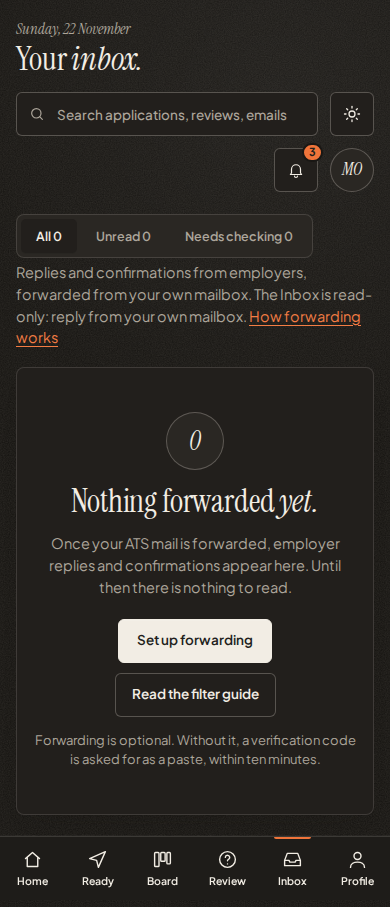 Sunday, 22 November
Your inbox.
Search applications, reviews, emails
3
MO
All 0
Unread 0
Needs checking 0
Replies and confirmations from employers,
forwarded from your own mailbox. The Inbox is read-
only: reply from your own mailbox. How forwarding
works
0
Nothing forwarded yet.
Once your ATS mail is forwarded, employer
replies and confirmations appear here. Until
then there is nothing to read.
Set up forwarding
Read the filter guide
Forwarding is optional. Without it, a verification code
is asked for as a paste, within ten minutes.
Home
Ready
Board
Review
Inbox
Profile